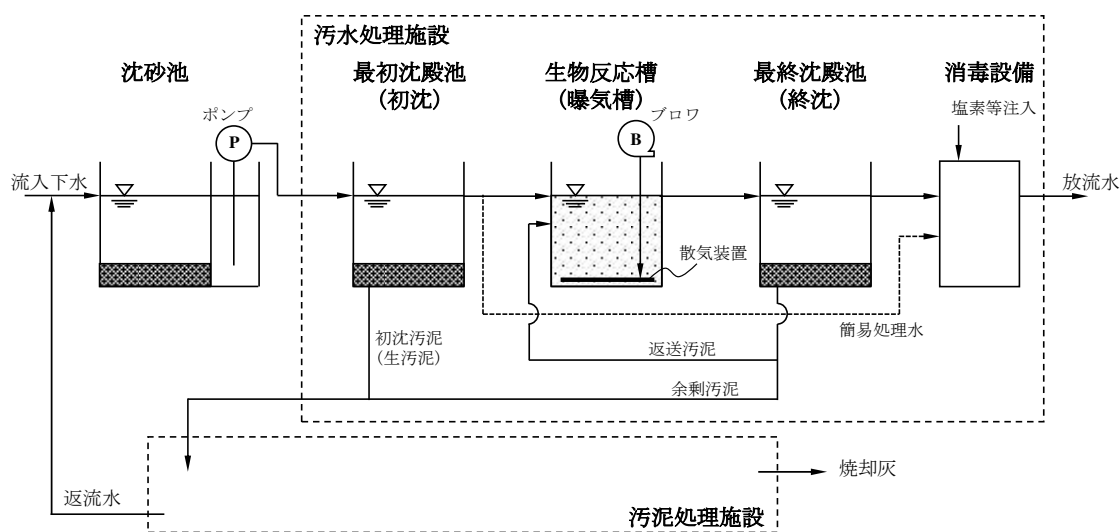 汚水処理施設
沈砂池
最初沈殿池
(初沈)
生物反応槽
(曝気槽)
最終沈殿池
(終沈)
消毒設備
ポンプ
P
ブロワ
B
塩素等注入
流入下水
放流水
散気装置
初沈汚泥
(生汚泥)
簡易処理水
返送汚泥
余剰汚泥
焼却灰
返流水
汚泥処理施設